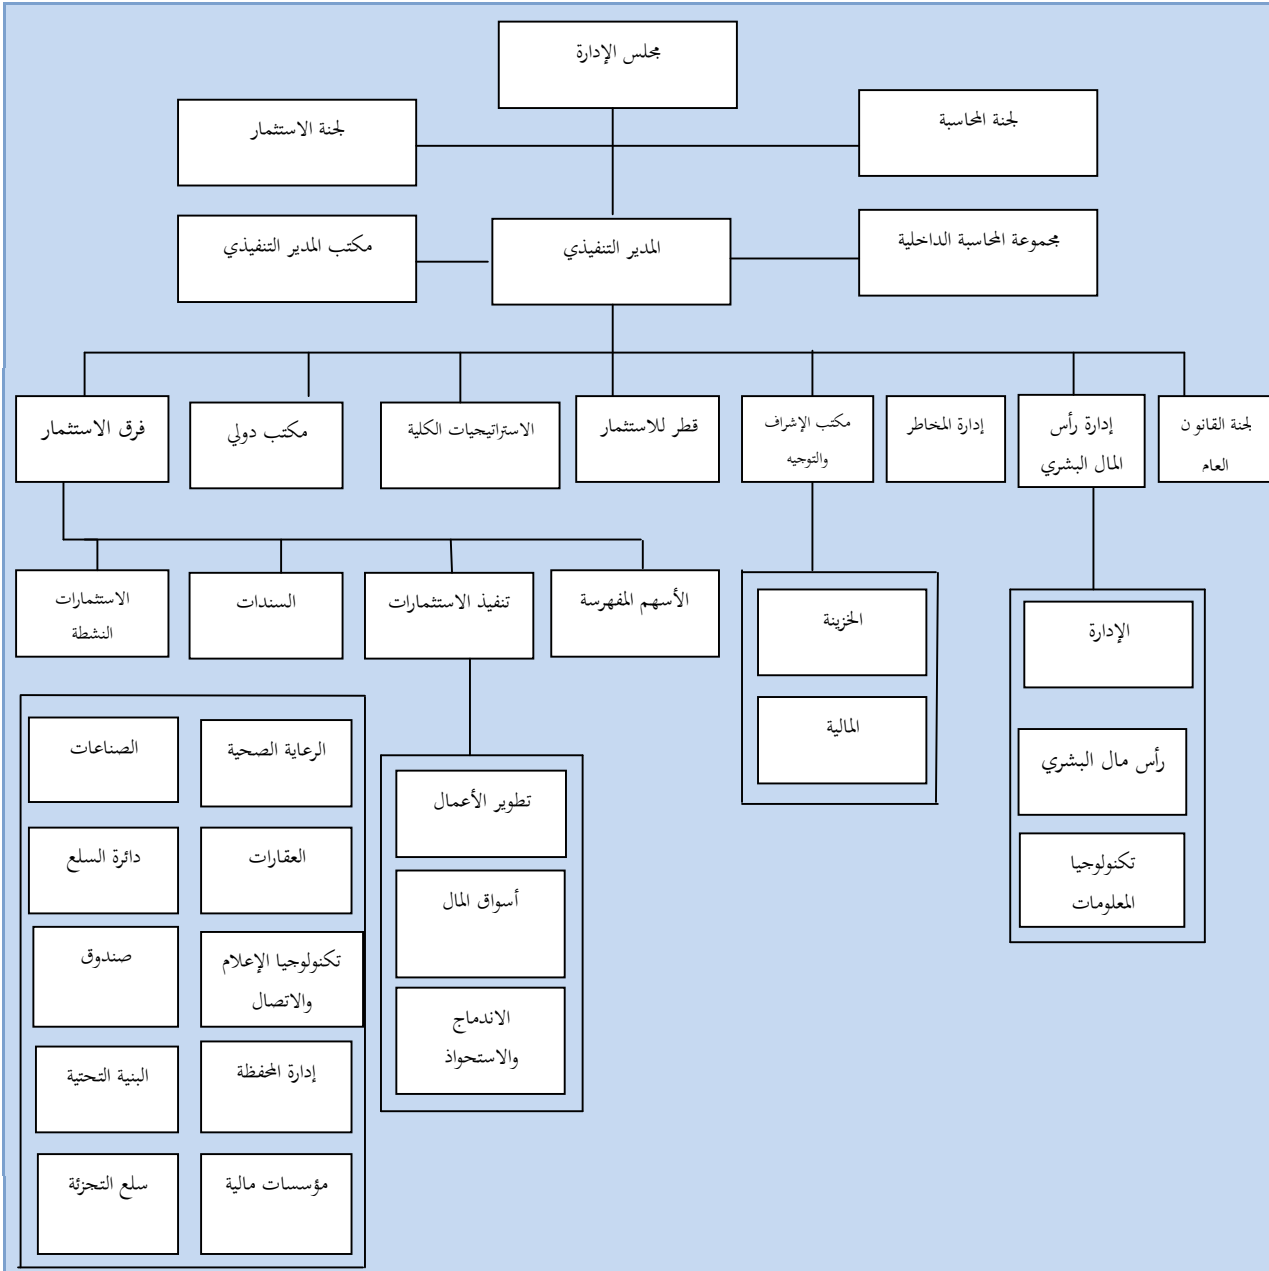 مجلس الإدارة
لجنة المحاسبة
لجنة الاستثمار
مجموعة المحاسبة الداخلية
المدير التنفيذي
مكتب المدير التنفيذي
لجنة القانون
العام
إدارة رأس
المال البشري
إدارة المخاطر
مكتب الإشراف
والتوجيه
قطر للاستثمار
الاستراتيجيات الكلية
مكتب دولي
فرق الاستثمار
الأسهم المفهرسة
تنفيذ الاستثمارات
السندات
الاستثمارات
النشطة
الإدارة
رأس مال البشري
تكنولوجيا
المعلومات
الخزينة
المالية
تطوير الأعمال
أسواق المال
الاندماج
والاستحواذ
الرعاية الصحية
الصناعات
العقارات
دائرة السلع
تكنولوجيا الإعلام
والاتصال
صندوق
إدارة المحفظة
البنية التحتية
مؤسسات مالية
سلع التجزئة